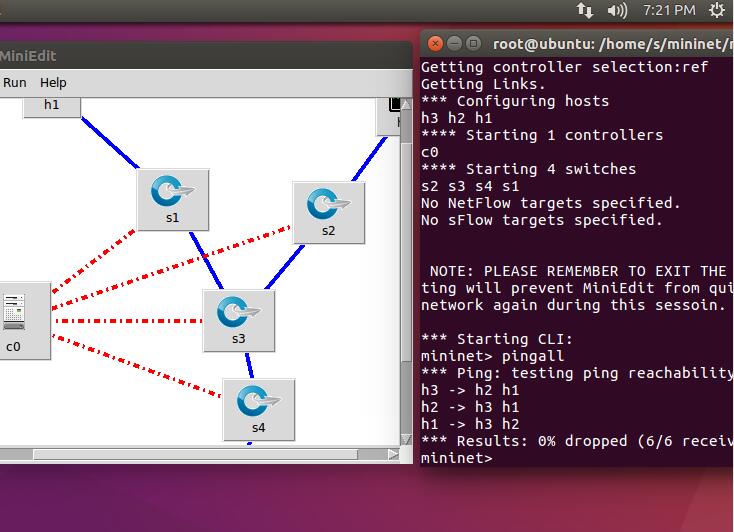 7:21 PM
MiniEdit
Run Help
h1
s1
s2
s3
c0
s4
root@ubuntu: /home/s/mininet/
Getting controller selection:ref
Getting Links.
*** Configuring hosts
h3 h2 h1
**** Starting 1 controllers
c0
**** Starting 4 switches
s2 s3 s4 s1
No NetFlow targets specified.
No sFlow targets specified.
NOTE: PLEASE REMEMBER TO EXIT THE
ting will prevent MiniEdit from qui
network again during this sessoin.
*** Starting CLI:
mininet> pingall
*** Ping: testing ping reachability
h3 -> h2 h1
h2 -> h3 h1
h1 -> h3 h2
*** Results: 0% dropped (6/6 receiv
mininet>